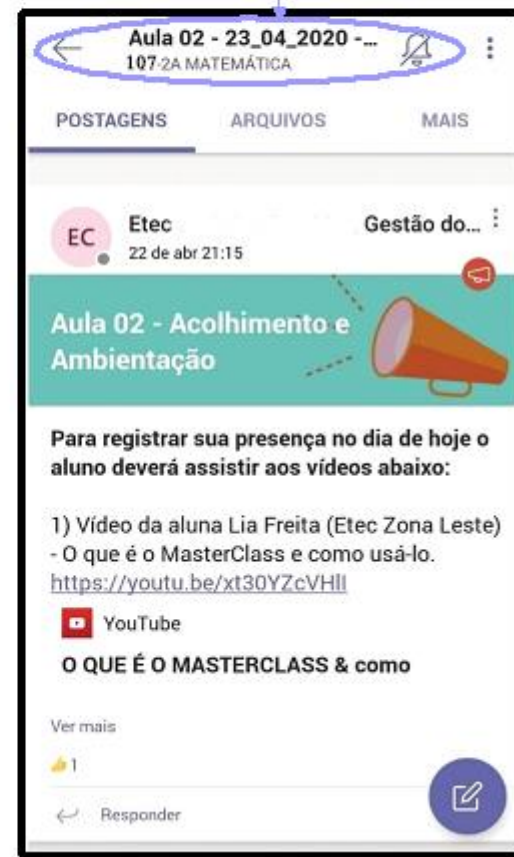 Aula 02 - 23_04_2020 -...
107-2A MATEMÁTICA
POSTAGENS ARQUIVOS MAIS
EC Etec Gestão do...
22 de abr 21:15
Aula 02 - Acolhimento e
Ambientação
Para registrar sua presença no dia de hoje o
aluno deverá assistir aos vídeos abaixo:
1) Vídeo da aluna Lia Freita (Etec Zona Leste)
- O que é o MasterClass e como usá-lo.
https://youtu.be/xt30YZcVHlI
YouTube
O QUE É O MASTERCLASS & como
Ver mais
1
Responder